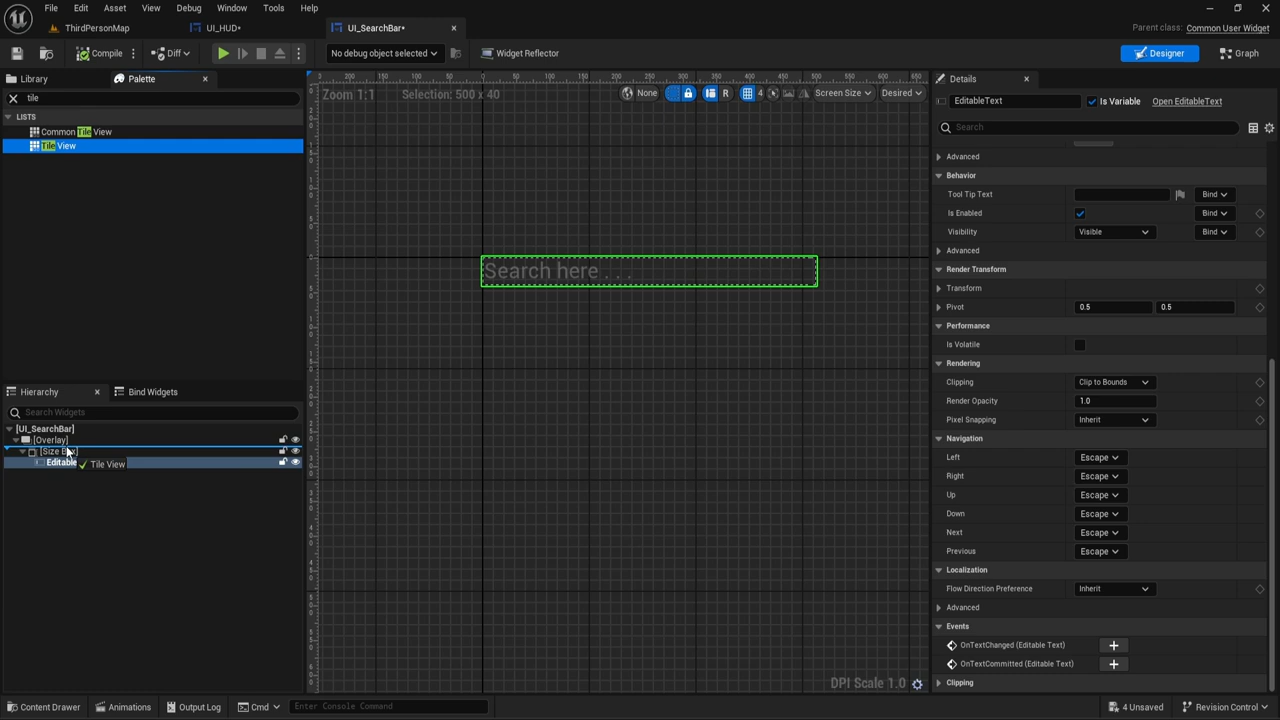 File Edit Asset View Debug Window Tools Help
ThirdPersonMap UI_HUD* UI_SearchBar* Parent class: Common User Widget
Compile Diff No debug object selected Widget Reflector Designer Graph
Library Palette
tile
LISTS
Common Tile View
Tile View
Zoom 1:1 Selection: 500 x 40 None R 4 Screen Size Desired
Search here . . .
DPI Scale 1.0
Hierarchy Bind Widgets
Search Widgets
[UI_SearchBar]
[Overlay]
[Size Box]
Editable Tile View
Details
EditableText Is Variable Open EditableText
Search
Advanced
Behavior
Tool Tip Text Bind
Is Enabled Bind
Visibility Visible Bind
Advanced
Render Transform
Transform
Pivot 0.5 0.5
Performance
Is Volatile
Rendering
Clipping Clip to Bounds
Render Opacity 1.0
Pixel Snapping Inherit
Navigation
Left Escape
Right Escape
Up Escape
Down Escape
Next Escape
Previous Escape
Localization
Flow Direction Preference Inherit
Advanced
Events
OnTextChanged (Editable Text)
OnTextCommitted (Editable Text)
Clipping
Content Drawer Animations Output Log Cmd Enter Console Command 4 Unsaved Revision Control